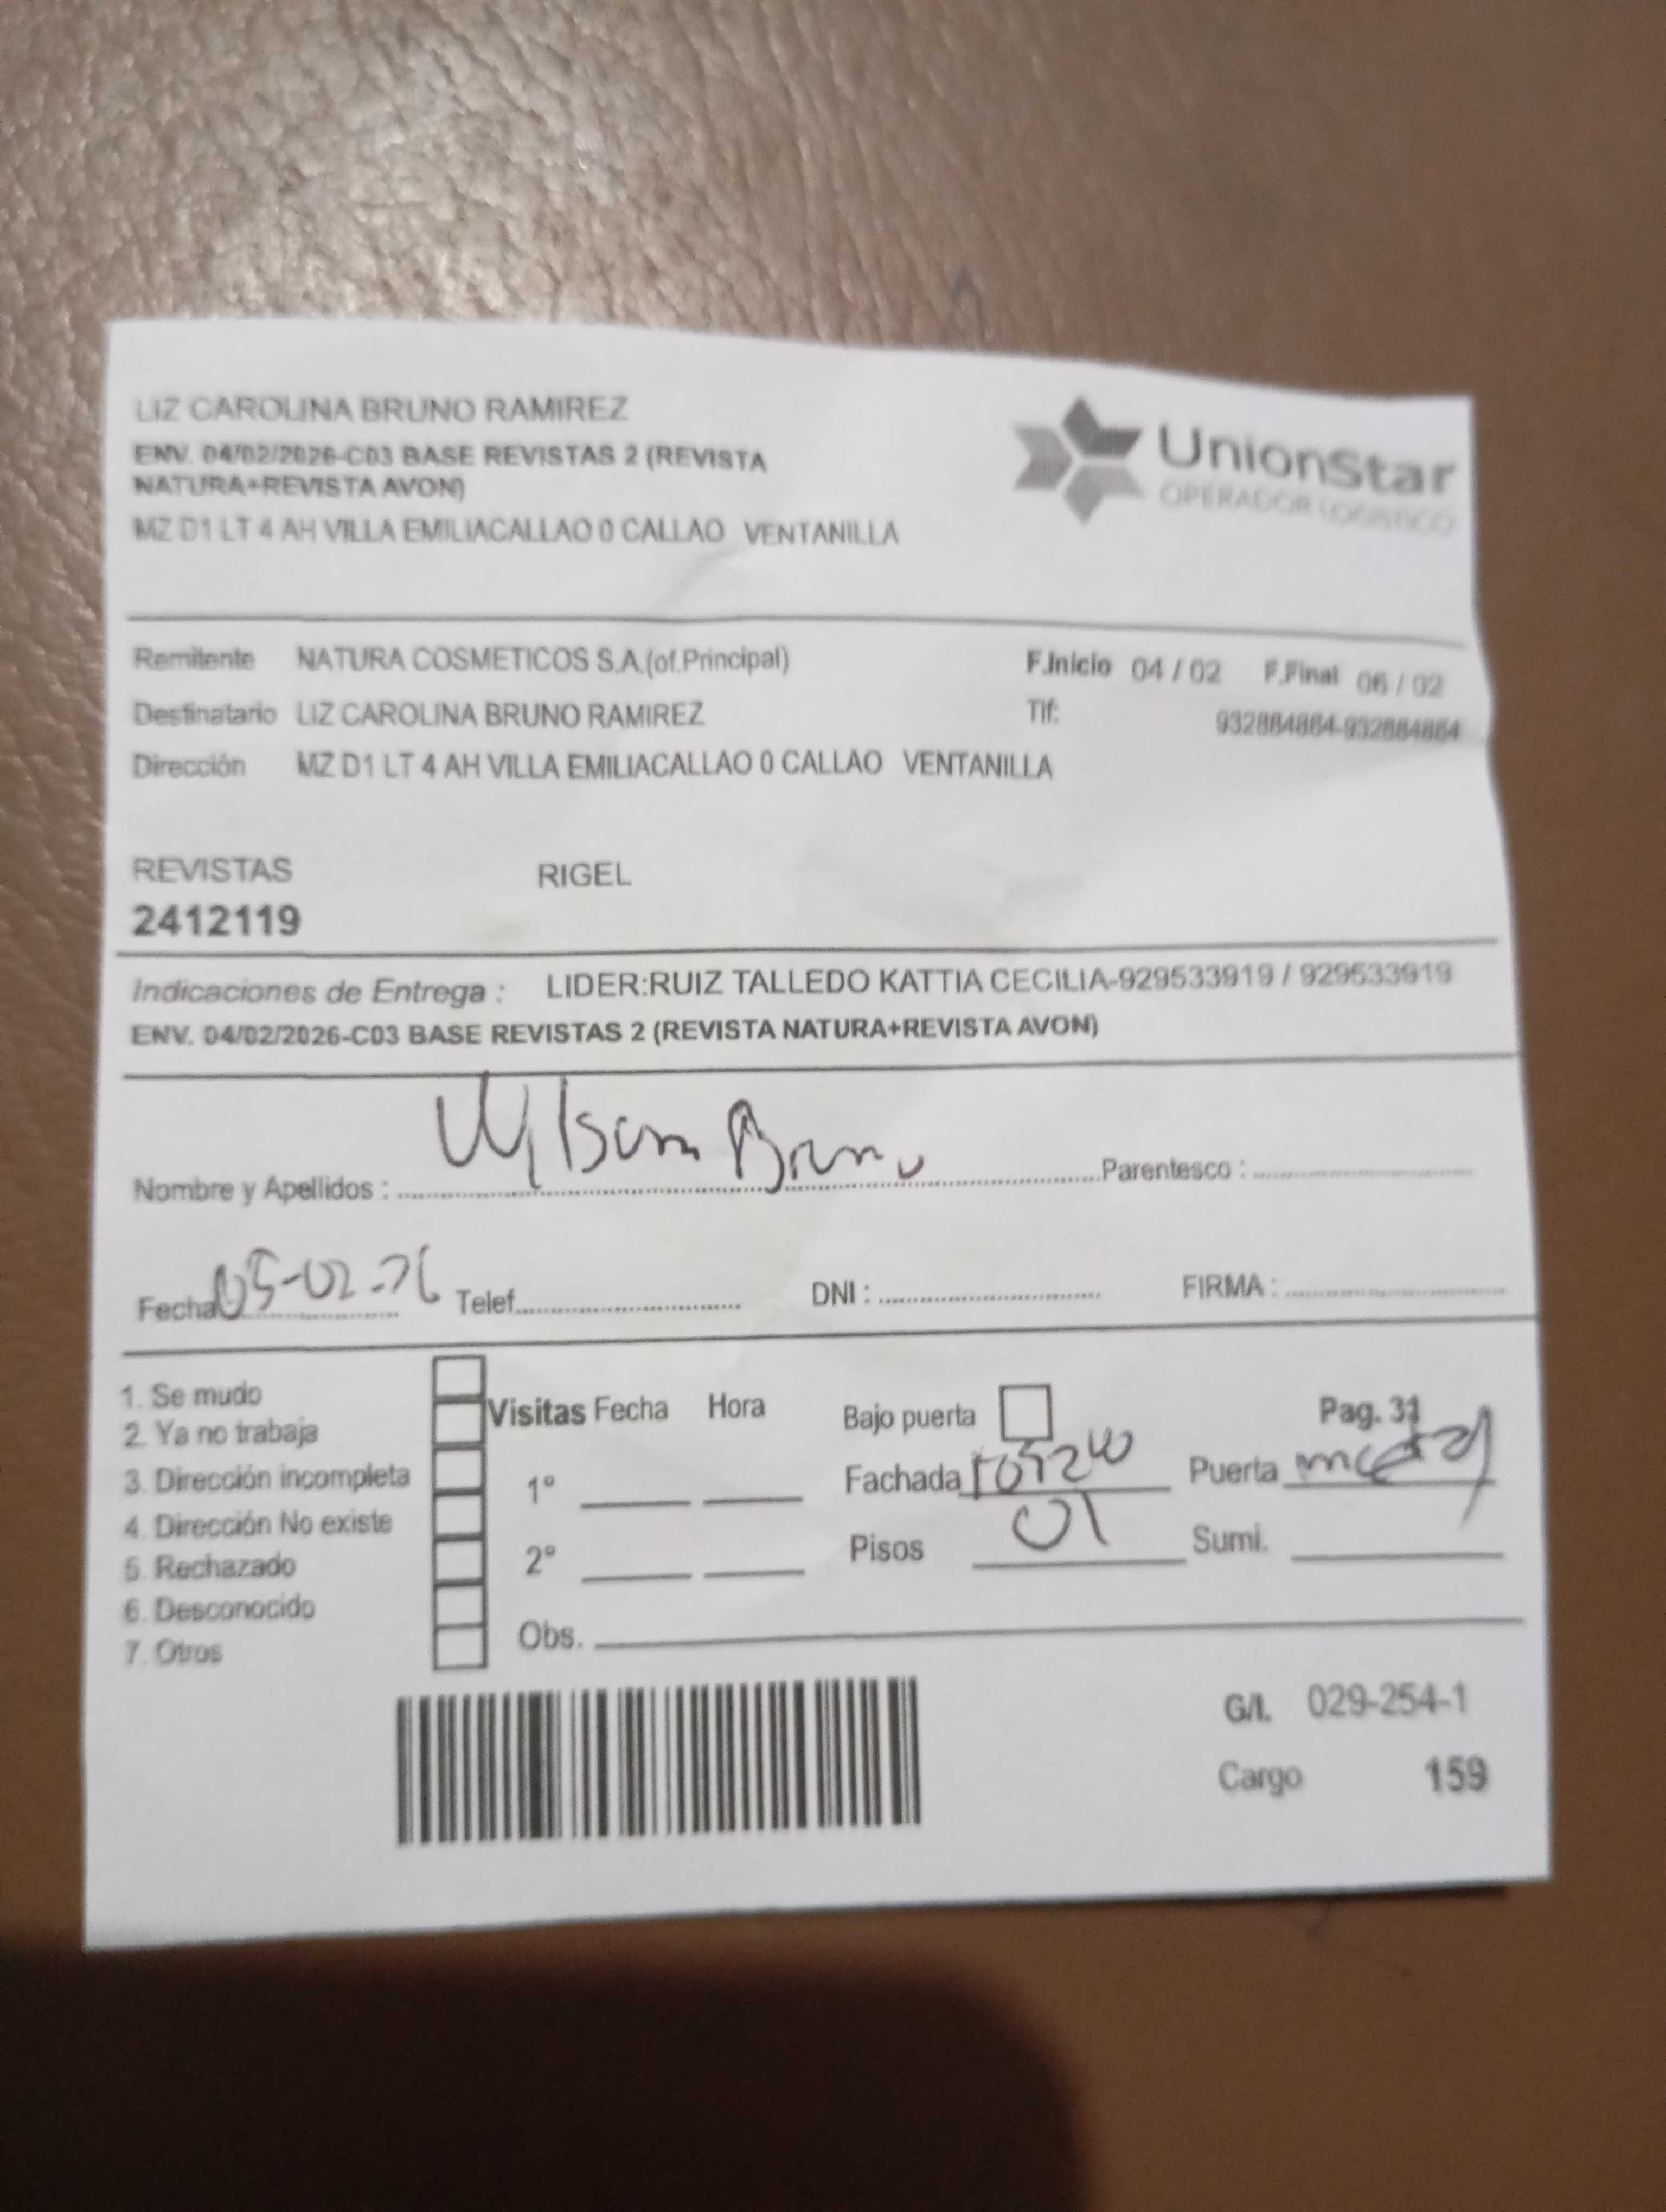 LIZ CAROLINA BRUNO RAMIREZ
ENV. 04/02/2026-C03 BASE REVISTAS 2 (REVISTA
NATURA+REVISTA AVON)
MZ D1 LT 4 AH VILLA EMILIACALLAO 0 CALLAO VENTANILLA
UnionStar
OPERADOR LOGISTICO
Remitente NATURA COSMETICOS S.A.(of.Principal) F.Inicio 04 / 02 F.Final 06 / 02
Destinatario LIZ CAROLINA BRUNO RAMIREZ Tlf: 932884864-932884864
Dirección MZ D1 LT 4 AH VILLA EMILIACALLAO 0 CALLAO VENTANILLA
REVISTAS RIGEL
2412119
Indicaciones de Entrega : LIDER:RUIZ TALLEDO KATTIA CECILIA-929533919 / 929533919
ENV. 04/02/2026-C03 BASE REVISTAS 2 (REVISTA NATURA+REVISTA AVON)
Nombre y Apellidos : Wilson Bruno Parentesco :
Fecha 05-02-26 Telef. DNI : FIRMA :
1. Se mudo
2. Ya no trabaja
3. Dirección incompleta
4. Dirección No existe
5. Rechazado
6. Desconocido
7. Otros
Visitas Fecha Hora
1º
2º
Obs.
Bajo puerta Pag. 31
Fachada Puerta metal
Pisos 01 Sumi.
G/I. 029-254-1
Cargo 159